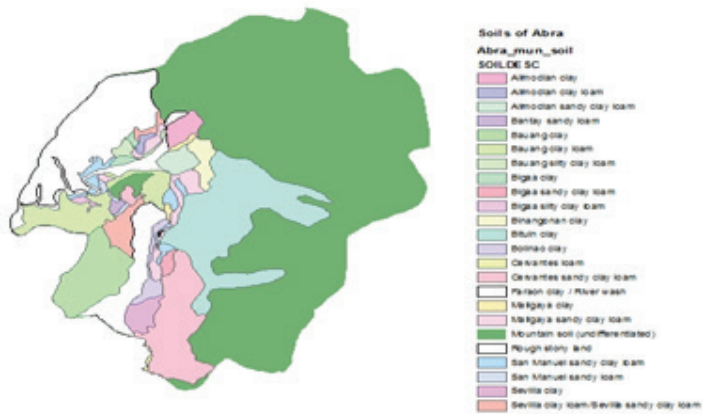 Soils of Abra
Abra_mun_soil
SOILDESC
Alimodian clay
Alimodian clay loam
Alimodian sandy clay loam
Bantay sandy loam
Bauang clay
Bauang clay loam
Bauang silty clay loam
Bigaa clay
Bigaa sandy clay loam
Bigaa silty clay loam
Binangonan clay
Bituin clay
Bolinao clay
Cervantes loam
Cervantes sandy clay loam
Faraon clay / River wash
Maligaya clay
Maligaya sandy clay loam
Mountain soil (undifferentiated)
Rough stony land
San Manuel sandy clay loam
San Manuel sandy loam
Sevilla clay
Sevilla clay loam/Sevilla sandy clay loam